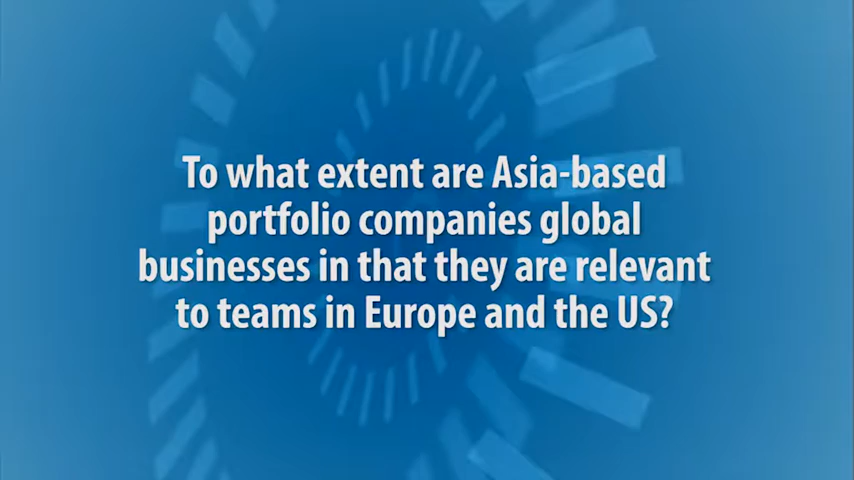 To what extent are Asia-based
portfolio companies global
businesses in that they are relevant
to teams in Europe and the US?